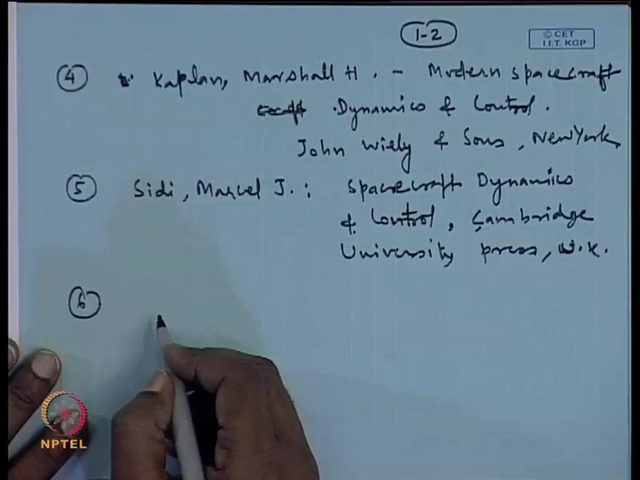 1-2
© CET
I.I.T. KGP
4 Kaplan, Marshall H. - Modern Spacecraft
Dynamics & Control.
John Wiely & Sons, New York
5 Sidi, Marcel J.: Spacecraft Dynamics
& Control, Cambridge
University press, U.K.
6
NPTEL